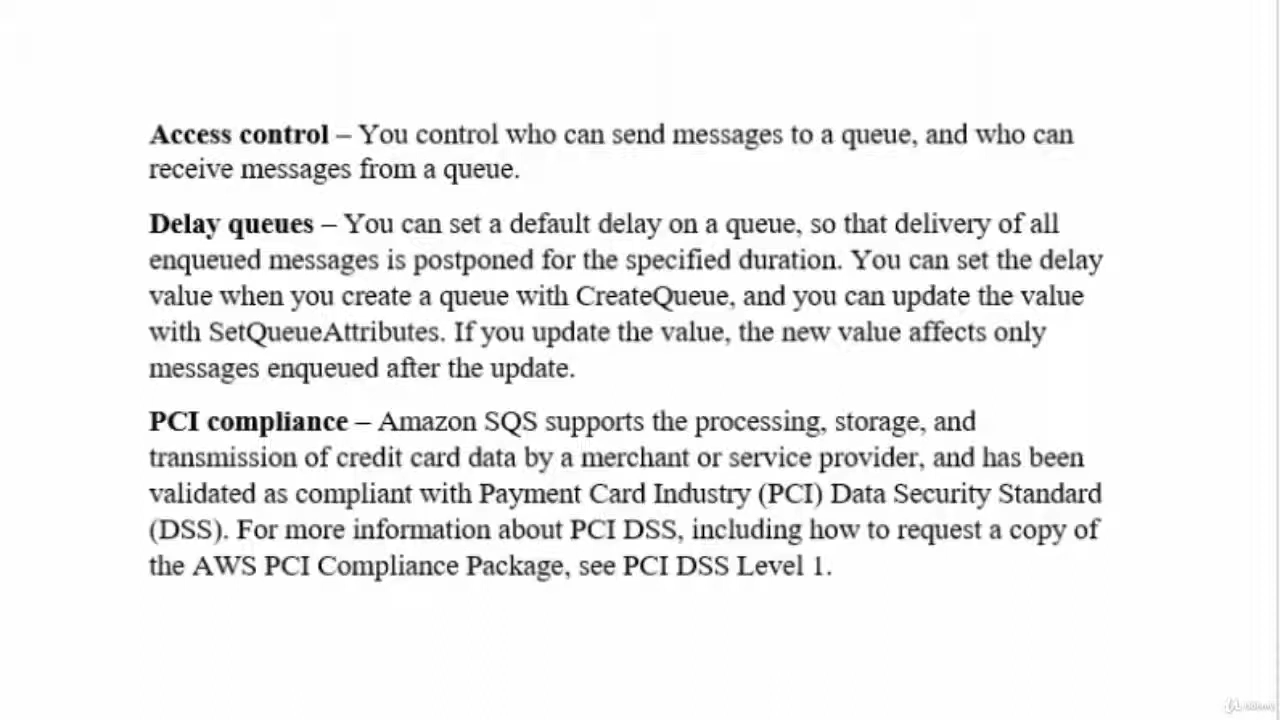 Access control – You control who can send messages to a queue, and who can
receive messages from a queue.
Delay queues – You can set a default delay on a queue, so that delivery of all
enqueued messages is postponed for the specified duration. You can set the delay
value when you create a queue with CreateQueue, and you can update the value
with SetQueueAttributes. If you update the value, the new value affects only
messages enqueued after the update.
PCI compliance – Amazon SQS supports the processing, storage, and
transmission of credit card data by a merchant or service provider, and has been
validated as compliant with Payment Card Industry (PCI) Data Security Standard
(DSS). For more information about PCI DSS, including how to request a copy of
the AWS PCI Compliance Package, see PCI DSS Level 1.
Udemy